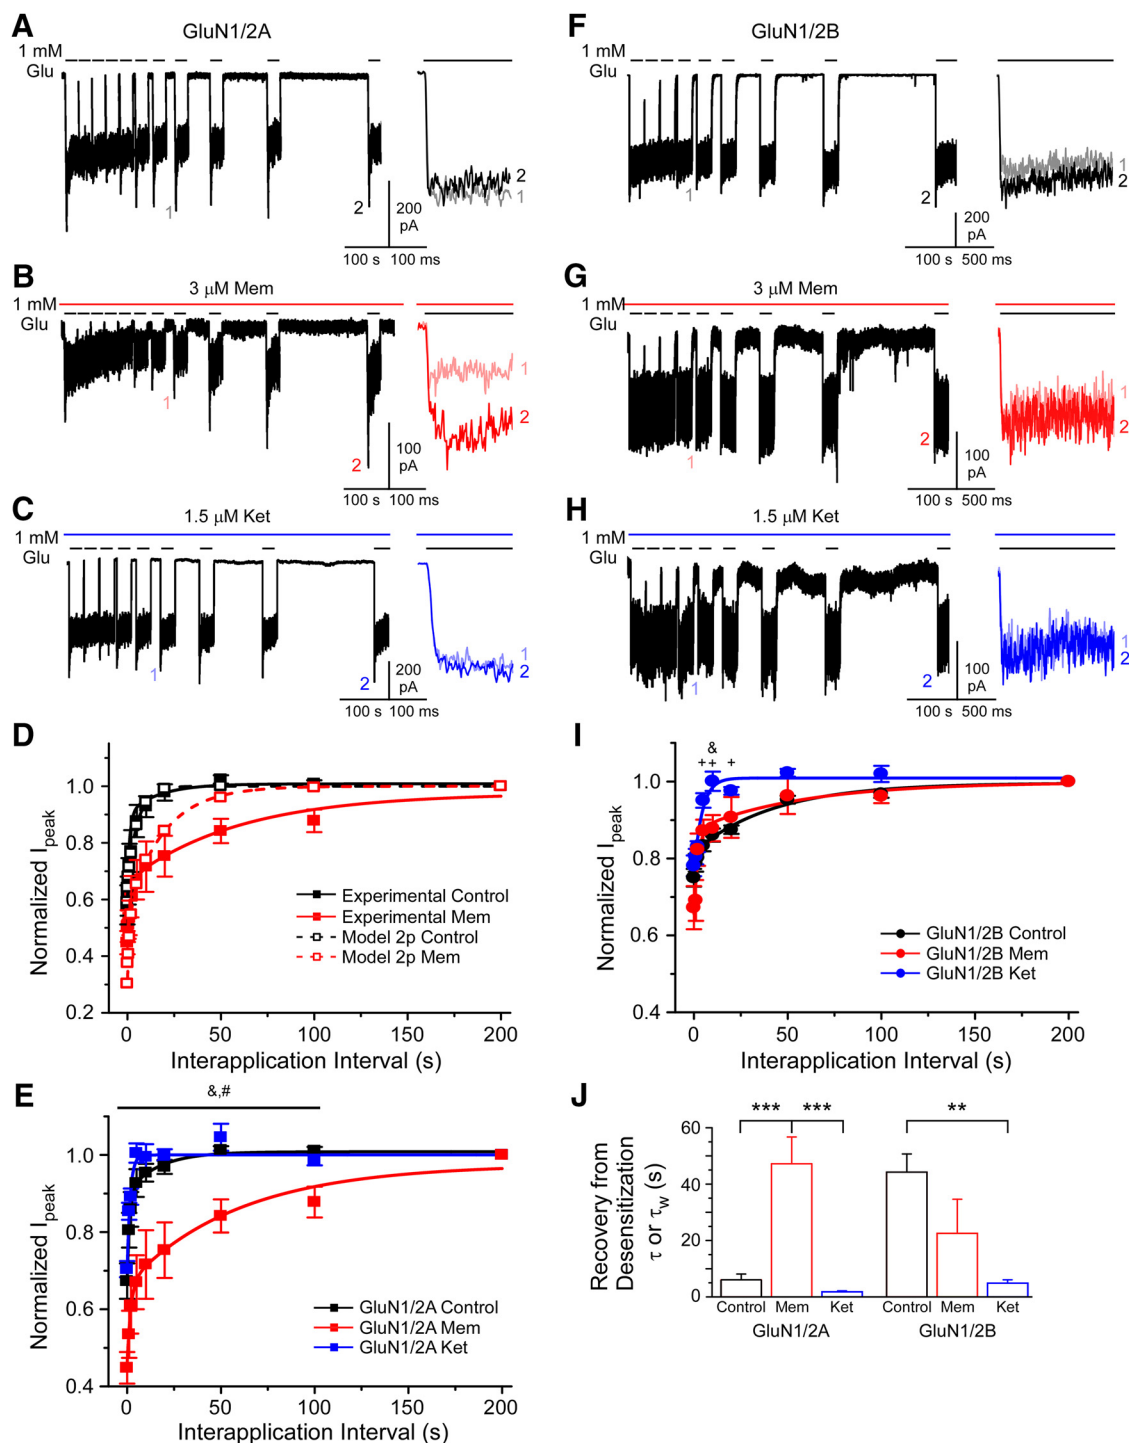 A
GluN1/2A
1 mM
Glu
1
2
200
pA
100 s 100 ms
2
1
F
GluN1/2B
1 mM
Glu
1
2
200
pA
100 s 500 ms
1
2
B
3 μM Mem
1 mM
Glu
1
2
100
pA
100 s 100 ms
1
2
G
3 μM Mem
1 mM
Glu
1
2
100
pA
100 s 500 ms
1
2
C
1.5 μM Ket
1 mM
Glu
1
2
200
pA
100 s 100 ms
1
2
H
1.5 μM Ket
1 mM
Glu
1
2
100
pA
100 s 500 ms
1
2
D
Normalized Ipeak
1.0
0.8
0.6
0.4
0.2
Experimental Control
Experimental Mem
Model 2p Control
Model 2p Mem
0 50 100 150 200
Interapplication Interval (s)
I
Normalized Ipeak
1.0
0.8
0.6
0.4
&
++ +
GluN1/2B Control
GluN1/2B Mem
GluN1/2B Ket
0 50 100 150 200
Interapplication Interval (s)
E
&,#
Normalized Ipeak
1.0
0.8
0.6
0.4
GluN1/2A Control
GluN1/2A Mem
GluN1/2A Ket
0 50 100 150 200
Interapplication Interval (s)
J
*** *** **
Recovery from
Desensitization
τ or τw (s)
60
40
20
0
Control Mem Ket Control Mem Ket
GluN1/2A GluN1/2B